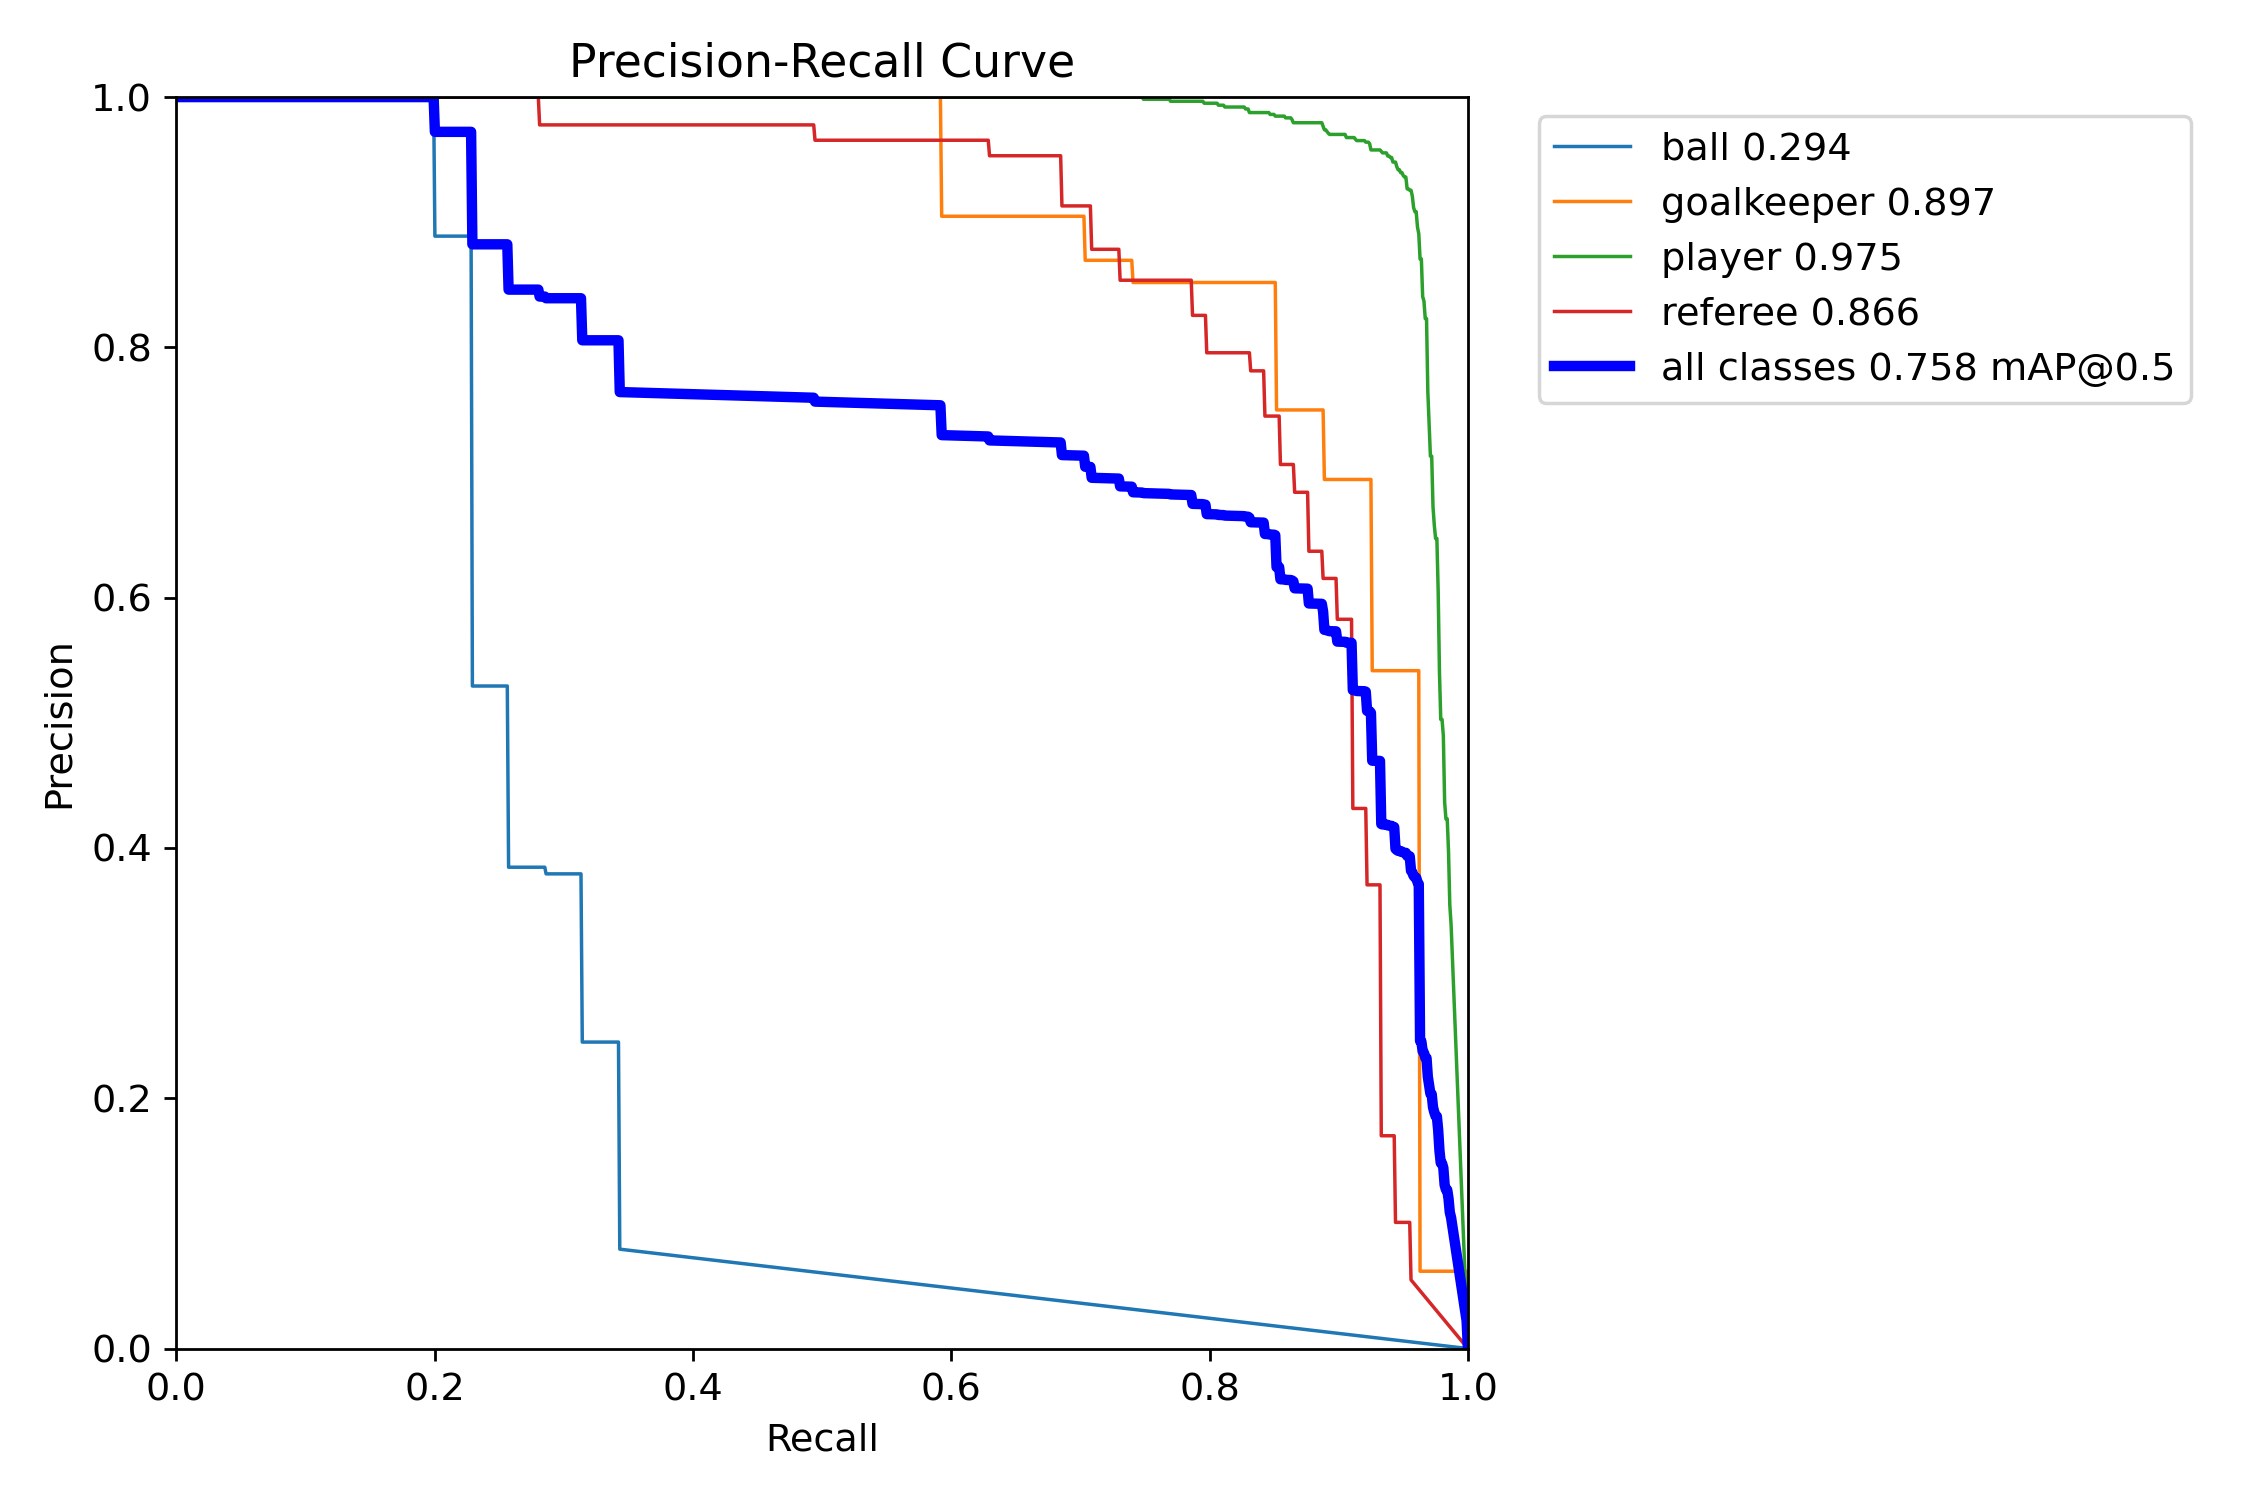 Precision-Recall Curve
1.0
0.8
0.6
0.4
0.2
0.0
Precision
0.0 0.2 0.4 0.6 0.8 1.0
Recall
ball 0.294
goalkeeper 0.897
player 0.975
referee 0.866
all classes 0.758 mAP@0.5